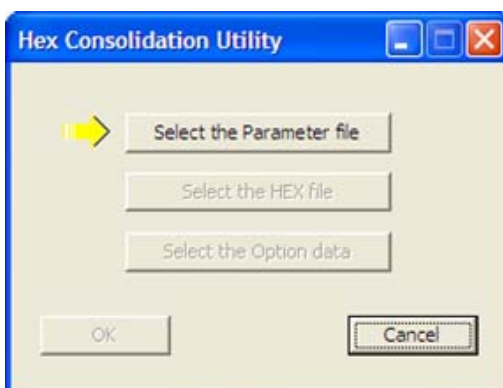 Hex Consolidation Utility
Select the Parameter file
Select the HEX file
Select the Option data
OK
Cancel